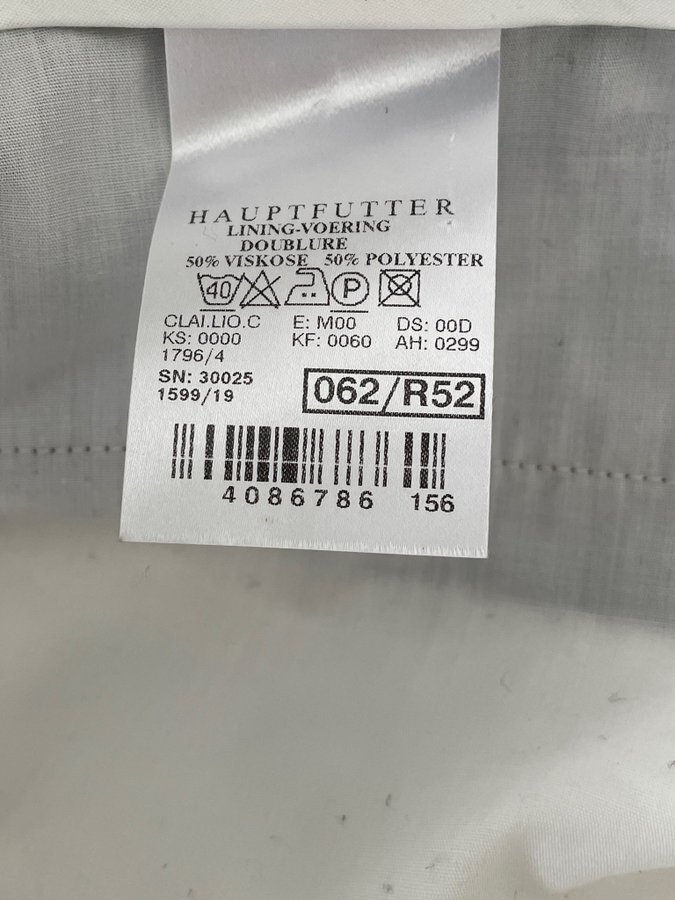 HAUPTFUTTER
LINING-VOERING
DOUBLURE
50% VISKOSE 50% POLYESTER
40 P
CLAI.LIO.C E: M00 DS: 00D
KS: 0000 KF: 0060 AH: 0299
1796/4
SN: 30025
1599/19
062/R52
4086786 156